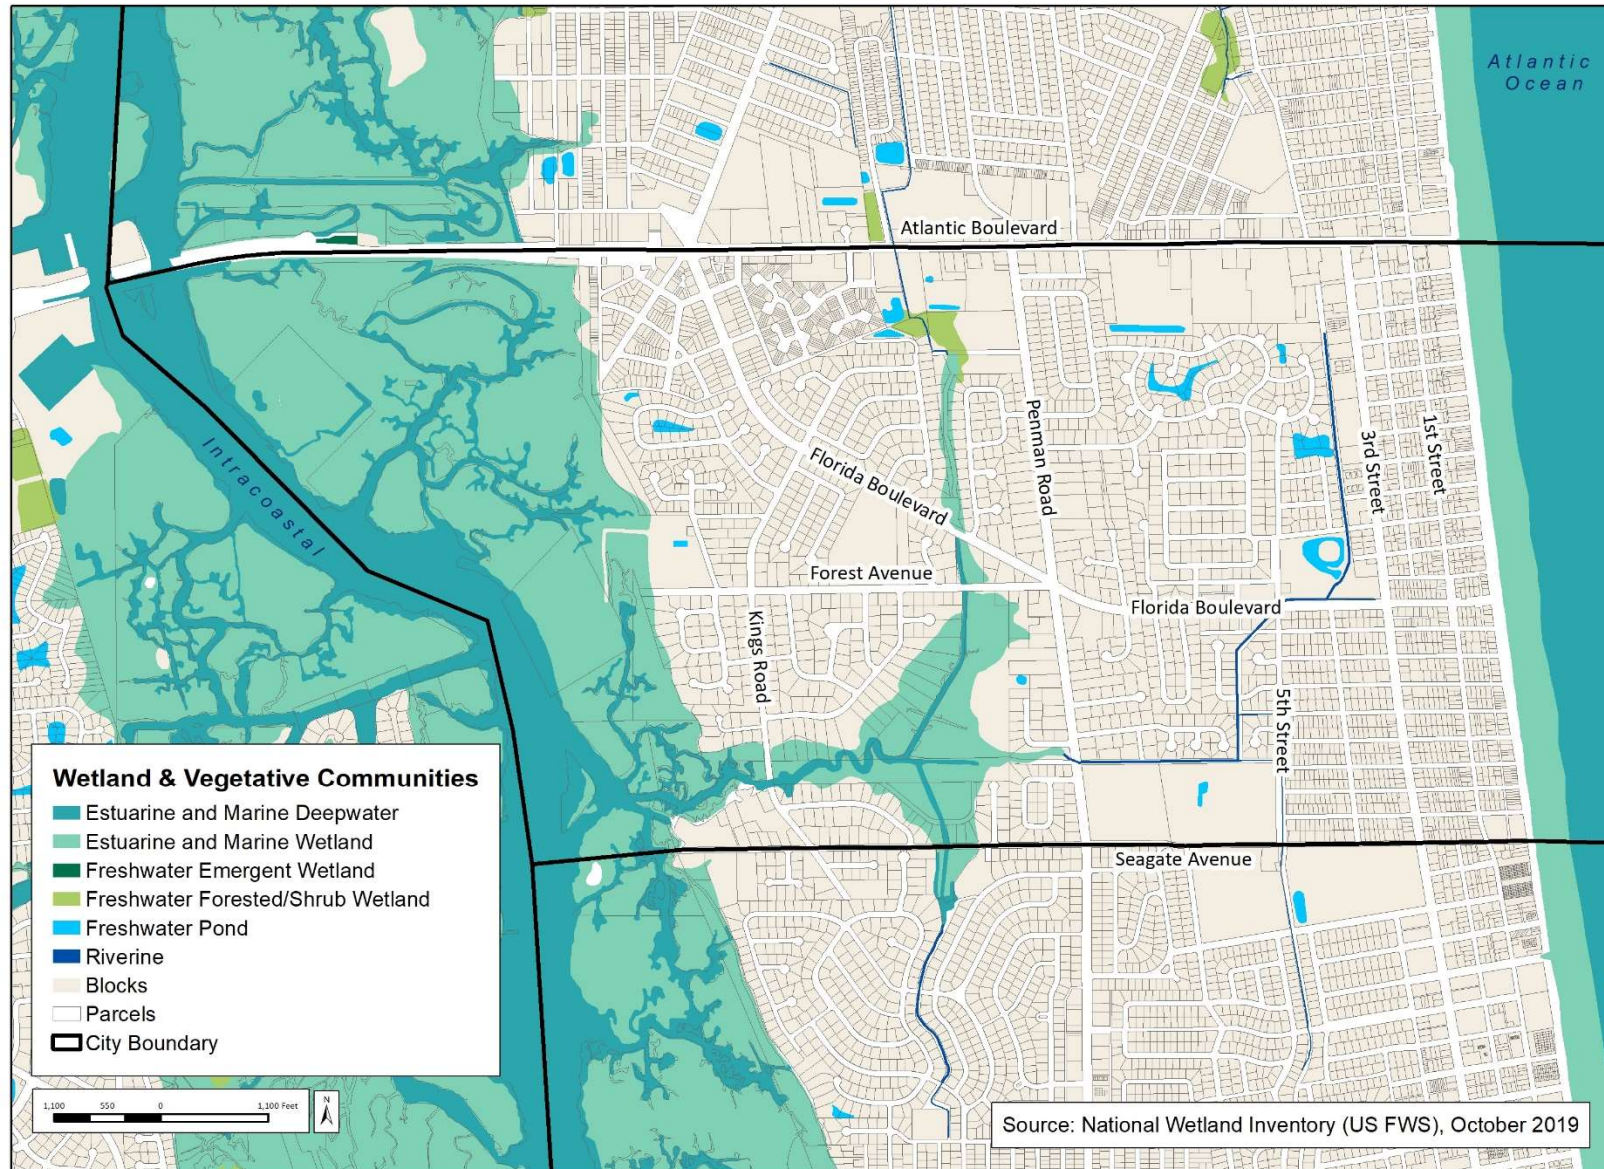 Atlantic
Ocean
Atlantic Boulevard
Intracoastal
Florida Boulevard
Penman Road
3rd Street
1st Street
Forest Avenue
Kings Road
Florida Boulevard
5th Street
Seagate Avenue
Wetland & Vegetative Communities
Estuarine and Marine Deepwater
Estuarine and Marine Wetland
Freshwater Emergent Wetland
Freshwater Forested/Shrub Wetland
Freshwater Pond
Riverine
Blocks
Parcels
City Boundary
1,100 550 0 1,100 Feet
N
Source: National Wetland Inventory (US FWS), October 2019